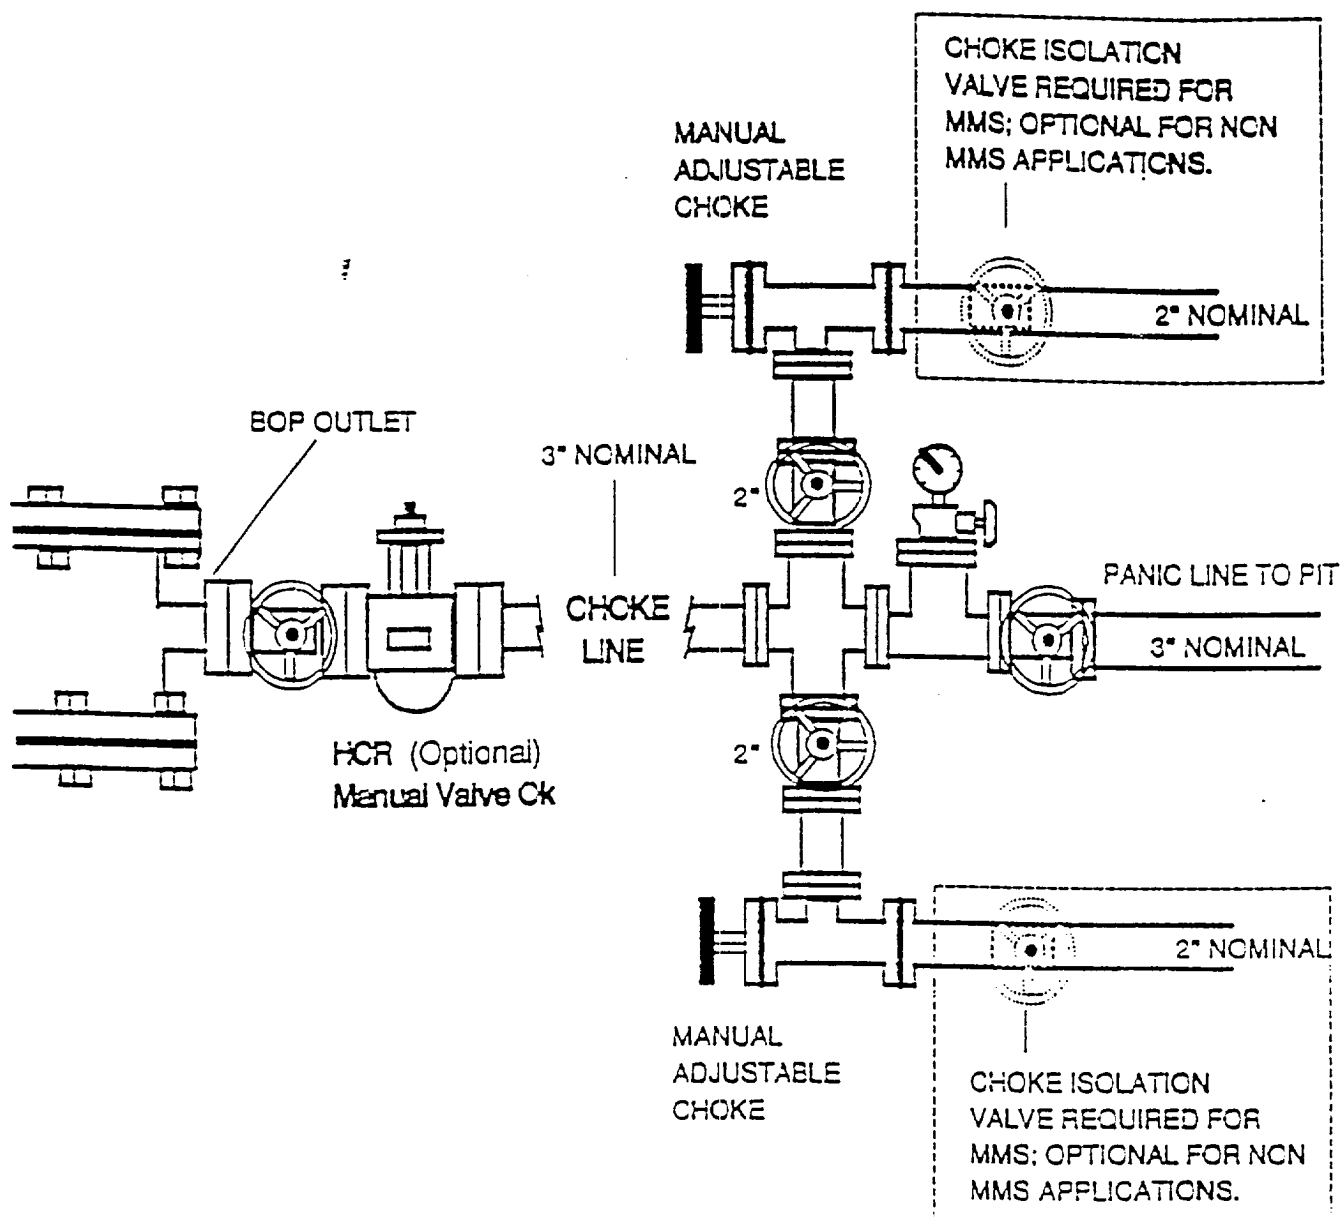 CHOKE ISOLATION
VALVE REQUIRED FOR
MMS; OPTIONAL FOR NON
MMS APPLICATIONS.
MANUAL
ADJUSTABLE
CHOKE
2" NOMINAL
BOP OUTLET
3" NOMINAL
2"
PANIC LINE TO PIT
CHOKE
LINE
3" NOMINAL
HCR (Optional)
Manual Valve Ok
2"
2" NOMINAL
MANUAL
ADJUSTABLE
CHOKE
CHOKE ISOLATION
VALVE REQUIRED FOR
MMS; OPTIONAL FOR NON
MMS APPLICATIONS.